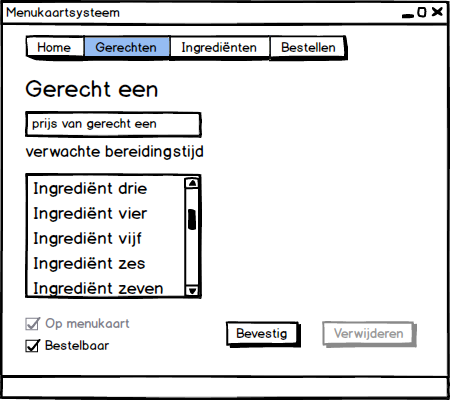 Menukaartsysteem
Home Gerechten Ingrediënten Bestellen
Gerecht een
prijs van gerecht een
verwachte bereidingstijd
Ingrediënt drie
Ingrediënt vier
Ingrediënt vijf
Ingrediënt zes
Ingrediënt zeven
Op menukaart
Bestelbaar
Bevestig Verwijderen